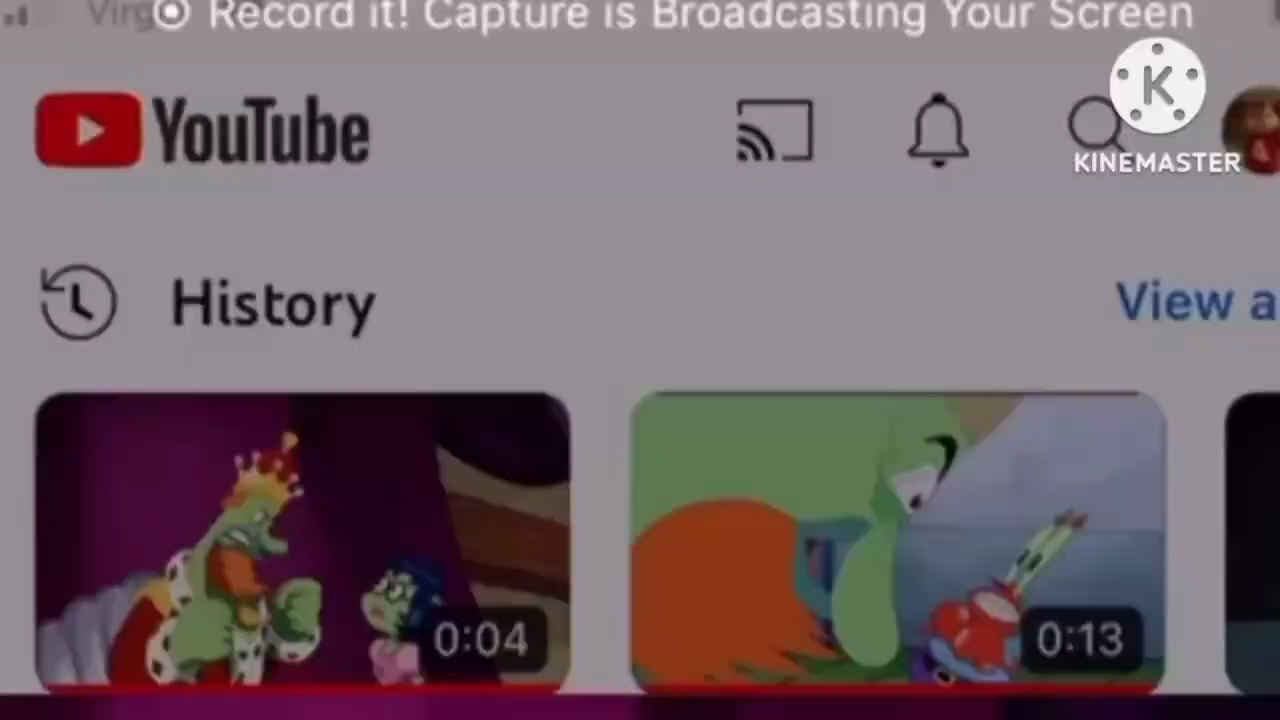 Record it! Capture is Broadcasting Your Screen
YouTube
K
KINEMASTER
History
View a
0:04
0:13